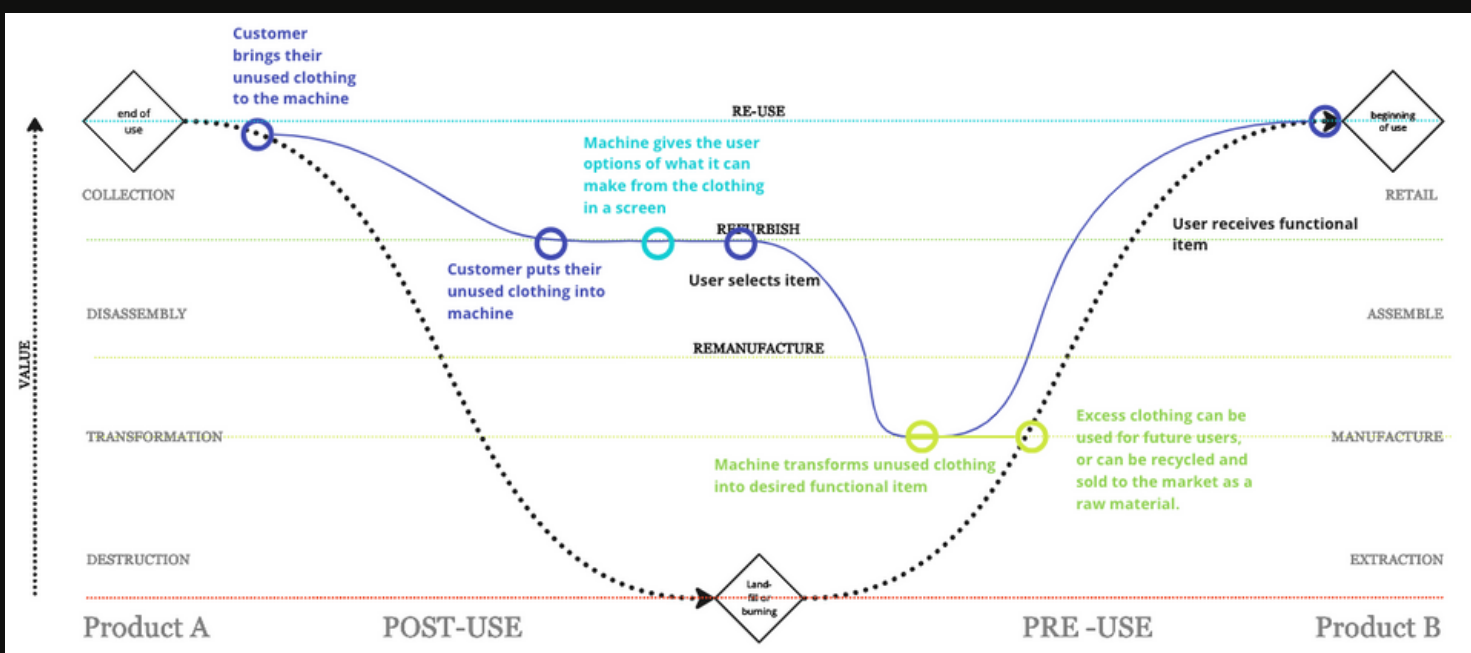 Customer
brings their
unused clothing
to the machine
end of
use
RE-USE
beginning
of use
Machine gives the user
options of what it can
make from the clothing
in a screen
COLLECTION
RETAIL
REFURBISH
User receives functional
item
Customer puts their
unused clothing into
machine
User selects item
DISASSEMBLY
ASSEMBLE
REMANUFACTURE
VALUE
TRANSFORMATION
MANUFACTURE
Machine transforms unused clothing
into desired functional item
Excess clothing can be
used for future users,
or can be recycled and
sold to the market as a
raw material.
DESTRUCTION
EXTRACTION
Land-
fill or
burning
Product A
POST-USE
PRE -USE
Product B